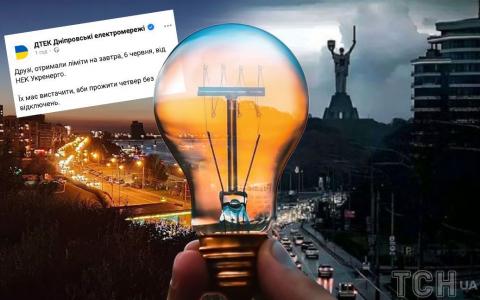 ДТЕК Дніпровські електромережі
1 год ·
Друзі, отримали ліміти на завтра, 6 червня, від
НЕК Укренерго.
Їх має вистачити, аби прожити четвер без
відключень.
ТСН.UA